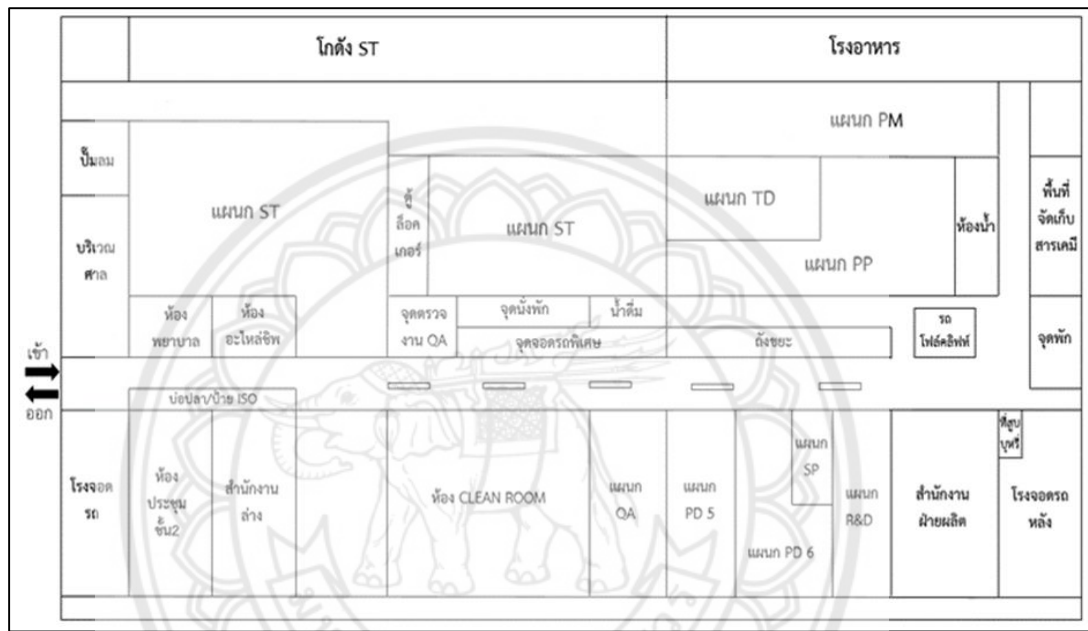 โกดัง ST
โรงอาหาร
แผนก PM
ปั๊มลม
แผนก ST
ตู้
ล็อค
เกอร์
แผนก ST
แผนก TD
แผนก PP
ห้องน้ำ
พื้นที่
จัดเก็บ
สารเคมี
บริเวณ
ศาล
ห้อง
พยาบาล
ห้อง
อะไหล่ชิพ
จุดตรวจ
งาน QA
จุดนั่งพัก
น้ำดื่ม
จุดจอดรถพิเศษ
ถังขยะ
รถ
โฟล์คลิฟท์
จุดพัก
เข้า
ออก
บ่อปลา/ป้าย ISO
โรงจอด
รถ
ห้อง
ประชุม
ชั้น2
สำนักงาน
ล่าง
ห้อง CLEAN ROOM
แผนก
QA
แผนก
PD 5
แผนก
SP
แผนก PD 6
แผนก
R&D
สำนักงาน
ฝ่ายผลิต
ที่สูบ
บุหรี่
โรงจอดรถ
หลัง